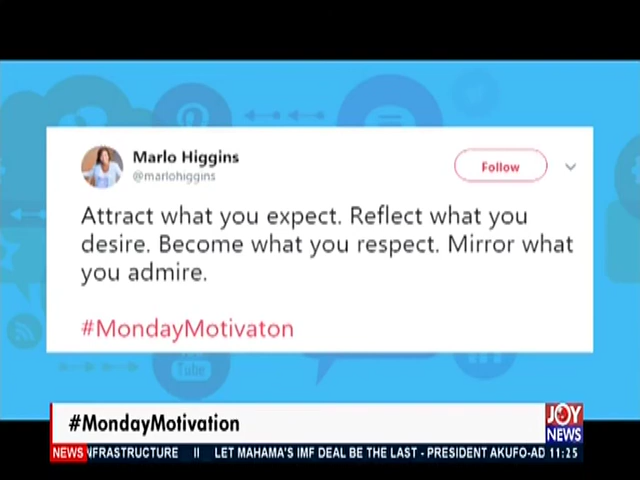 Marlo Higgins
@marlohiggins
Follow
Attract what you expect. Reflect what you
desire. Become what you respect. Mirror what
you admire.
#MondayMotivaton
Tube
in
#MondayMotivation
JOY
NEWS
NEWS NFRASTRUCTURE II LET MAHAMA'S IMF DEAL BE THE LAST - PRESIDENT AKUFO-AD 11:25